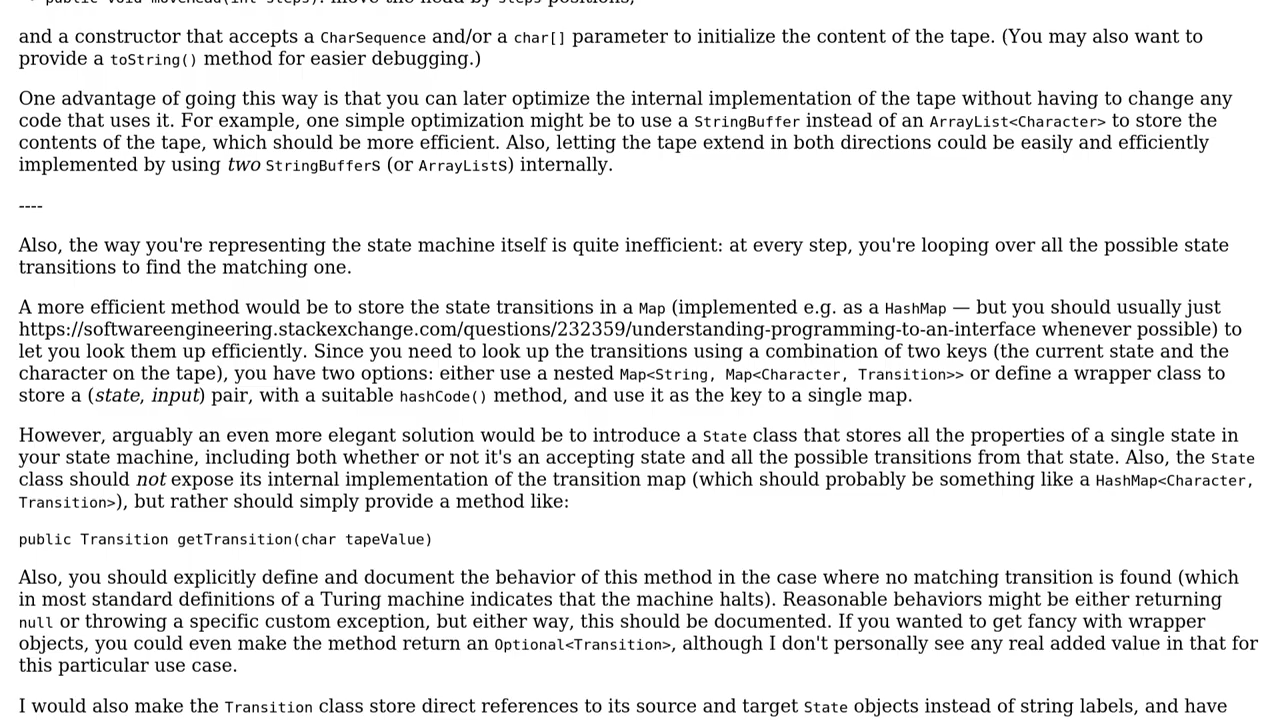 public void moveHead(int steps): move the head by steps positions;
and a constructor that accepts a CharSequence and/or a char[] parameter to initialize the content of the tape. (You may also want to
provide a toString() method for easier debugging.)
One advantage of going this way is that you can later optimize the internal implementation of the tape without having to change any
code that uses it. For example, one simple optimization might be to use a StringBuffer instead of an ArrayList<Character> to store the
contents of the tape, which should be more efficient. Also, letting the tape extend in both directions could be easily and efficiently
implemented by using two StringBuffers (or ArrayLists) internally.
----
Also, the way you're representing the state machine itself is quite inefficient: at every step, you're looping over all the possible state
transitions to find the matching one.
A more efficient method would be to store the state transitions in a Map (implemented e.g. as a HashMap — but you should usually just
https://softwareengineering.stackexchange.com/questions/232359/understanding-programming-to-an-interface whenever possible) to
let you look them up efficiently. Since you need to look up the transitions using a combination of two keys (the current state and the
character on the tape), you have two options: either use a nested Map<String, Map<Character, Transition>> or define a wrapper class to
store a (state, input) pair, with a suitable hashCode() method, and use it as the key to a single map.
However, arguably an even more elegant solution would be to introduce a State class that stores all the properties of a single state in
your state machine, including both whether or not it's an accepting state and all the possible transitions from that state. Also, the State
class should not expose its internal implementation of the transition map (which should probably be something like a HashMap<Character,
Transition>), but rather should simply provide a method like:
public Transition getTransition(char tapeValue)
Also, you should explicitly define and document the behavior of this method in the case where no matching transition is found (which
in most standard definitions of a Turing machine indicates that the machine halts). Reasonable behaviors might be either returning
null or throwing a specific custom exception, but either way, this should be documented. If you wanted to get fancy with wrapper
objects, you could even make the method return an Optional<Transition>, although I don't personally see any real added value in that for
this particular use case.
I would also make the Transition class store direct references to its source and target State objects instead of string labels, and have